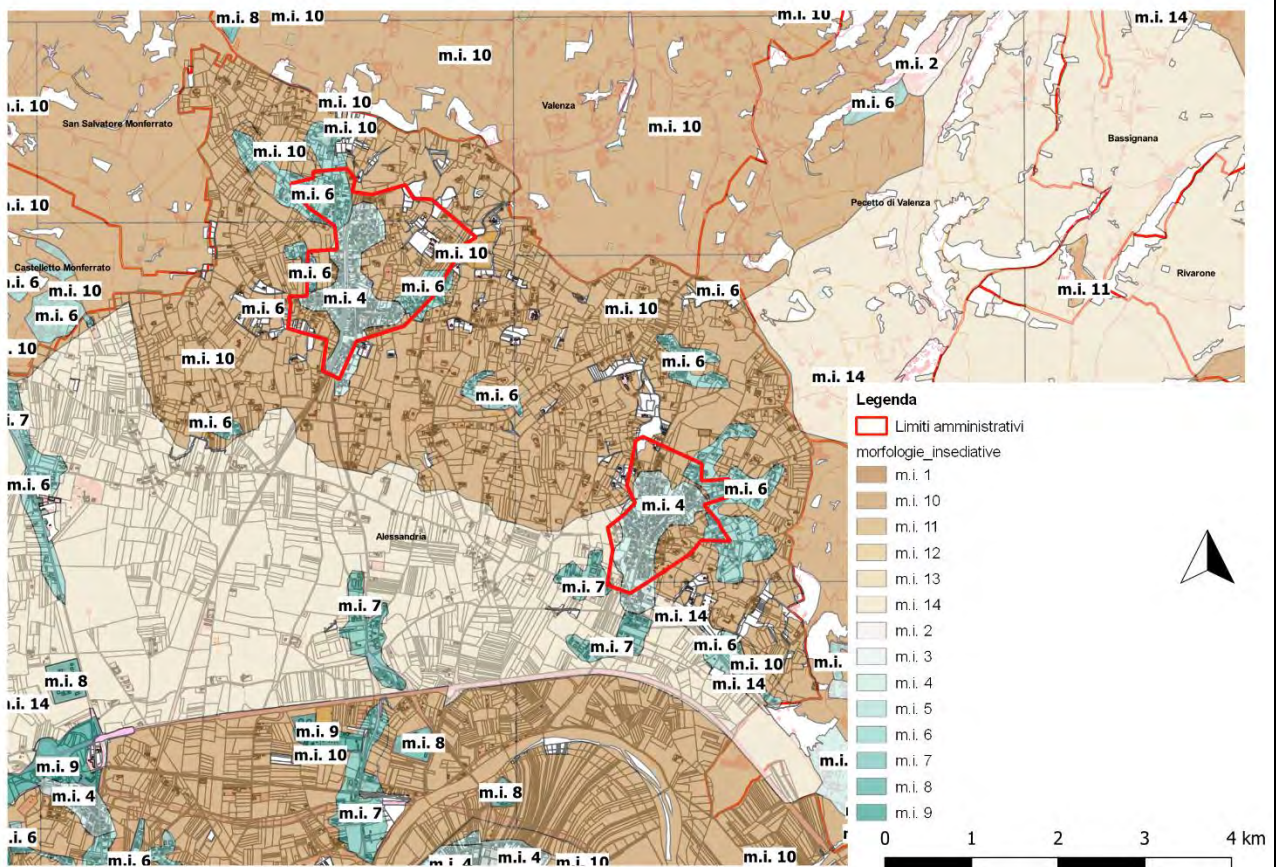 m.i. 8 m.i. 10 m.i. 10 m.i. 14
m.i. 10 m.i. 2
m.i. 10 m.i. 10 Valenza m.i. 6
San Salvatore Monferrato m.i. 10 m.i. 10 Bassignana
m.i. 10
m.i. 6 Pecetto di Valenza
m.i. 10 m.i. 10
Castelletto Monferrato m.i. 6 Rivarone
m.i. 6 m.i. 10 m.i. 4 m.i. 6 m.i. 6 m.i. 11
m.i. 6 m.i. 6 m.i. 10
m.i. 10 m.i. 10 m.i. 6
m.i. 14
m.i. 6
m.i. 7 m.i. 6
m.i. 6 m.i. 4 m.i. 6
Alessandria
m.i. 7 m.i. 7 m.i. 14
m.i. 7 m.i. 6
m.i. 8 m.i. 10
m.i. 14 m.i. 14
m.i. 9 m.i. 8
m.i. 9 m.i. 10
m.i. 4 m.i. 8
m.i. 7
m.i. 6 m.i. 6 m.i. 4 m.i. 4 m.i. 10
Legenda
Limiti amministrativi
morfologie_insediative
m.i. 1
m.i. 10
m.i. 11
m.i. 12
m.i. 13
m.i. 14
m.i. 2
m.i. 3
m.i. 4
m.i. 5
m.i. 6
m.i. 7
m.i. 8
m.i. 9
0 1 2 3 4 km